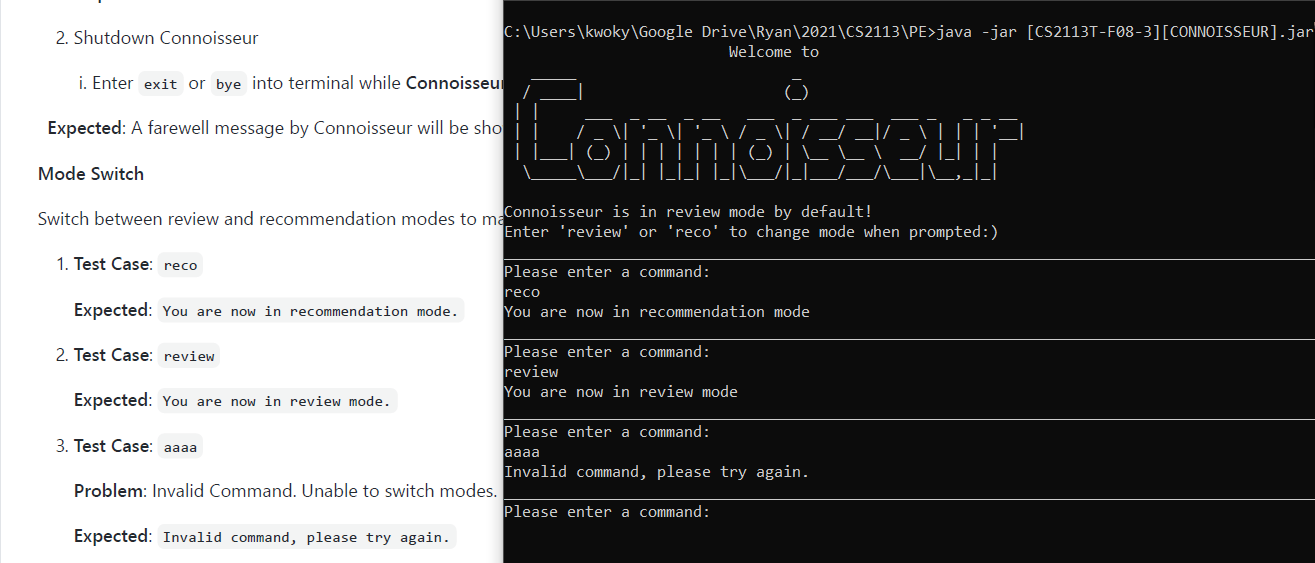 2. Shutdown Connoisseur
i. Enter exit or bye into terminal while Connoisseur
Expected: A farewell message by Connoisseur will be sho
Mode Switch
Switch between review and recommendation modes to ma
1. Test Case: reco
Expected: You are now in recommendation mode.
2. Test Case: review
Expected: You are now in review mode.
3. Test Case: aaaa
Problem: Invalid Command. Unable to switch modes.
Expected: Invalid command, please try again.
C:\Users\kwoky\Google Drive\Ryan\2021\CS2113\PE>java -jar [CS2113T-F08-3][CONNOISSEUR].jar
Welcome to
Connoisseur
Connoisseur is in review mode by default!
Enter 'review' or 'reco' to change mode when prompted:)
Please enter a command:
reco
You are now in recommendation mode
Please enter a command:
review
You are now in review mode
Please enter a command:
aaaa
Invalid command, please try again.
Please enter a command: